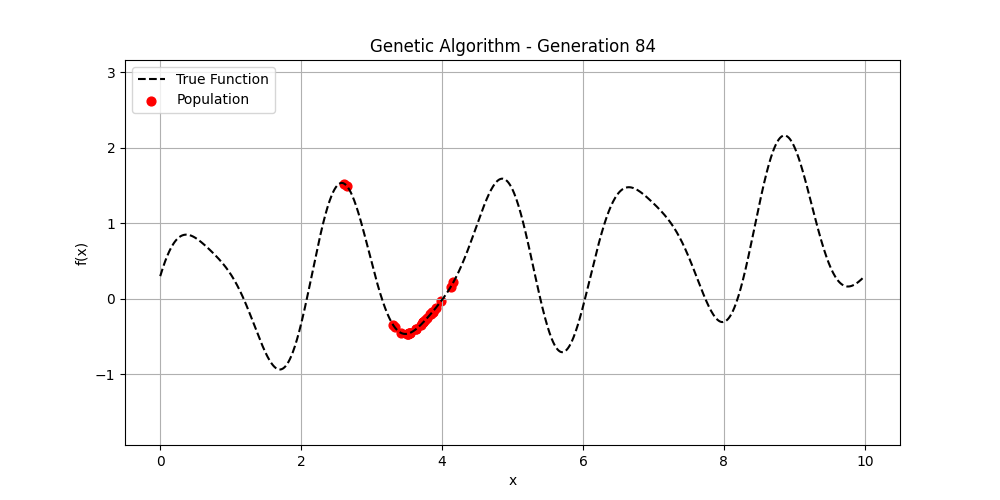 Genetic Algorithm - Generation 84
True Function
Population
f(x)
3
2
1
0
−1
0 2 4 6 8 10
x